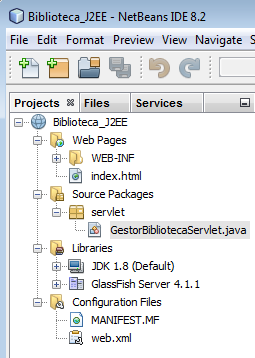 Biblioteca_J2EE - NetBeans IDE 8.2
File Edit Format Preview View Navigate S
Projects Files Services
Biblioteca_J2EE
Web Pages
WEB-INF
index.html
Source Packages
servlet
GestorBibliotecaServlet.java
Libraries
JDK 1.8 (Default)
GlassFish Server 4.1.1
Configuration Files
MANIFEST.MF
web.xml